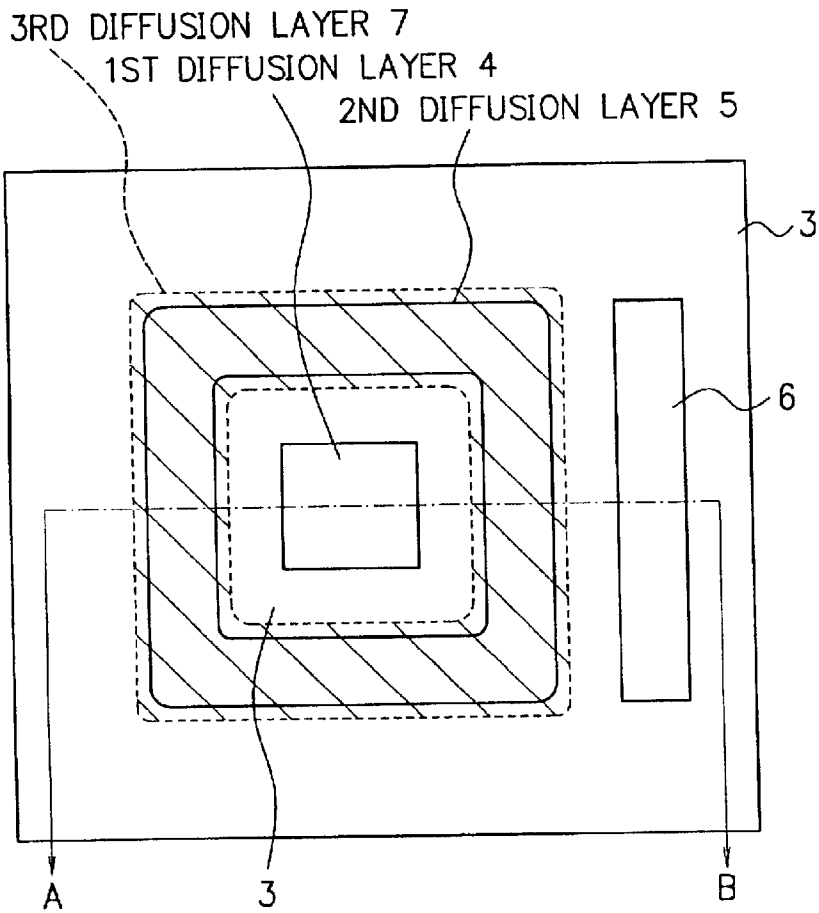 3RD DIFFUSION LAYER 7
1ST DIFFUSION LAYER 4
2ND DIFFUSION LAYER 5
3
6
A
3
B